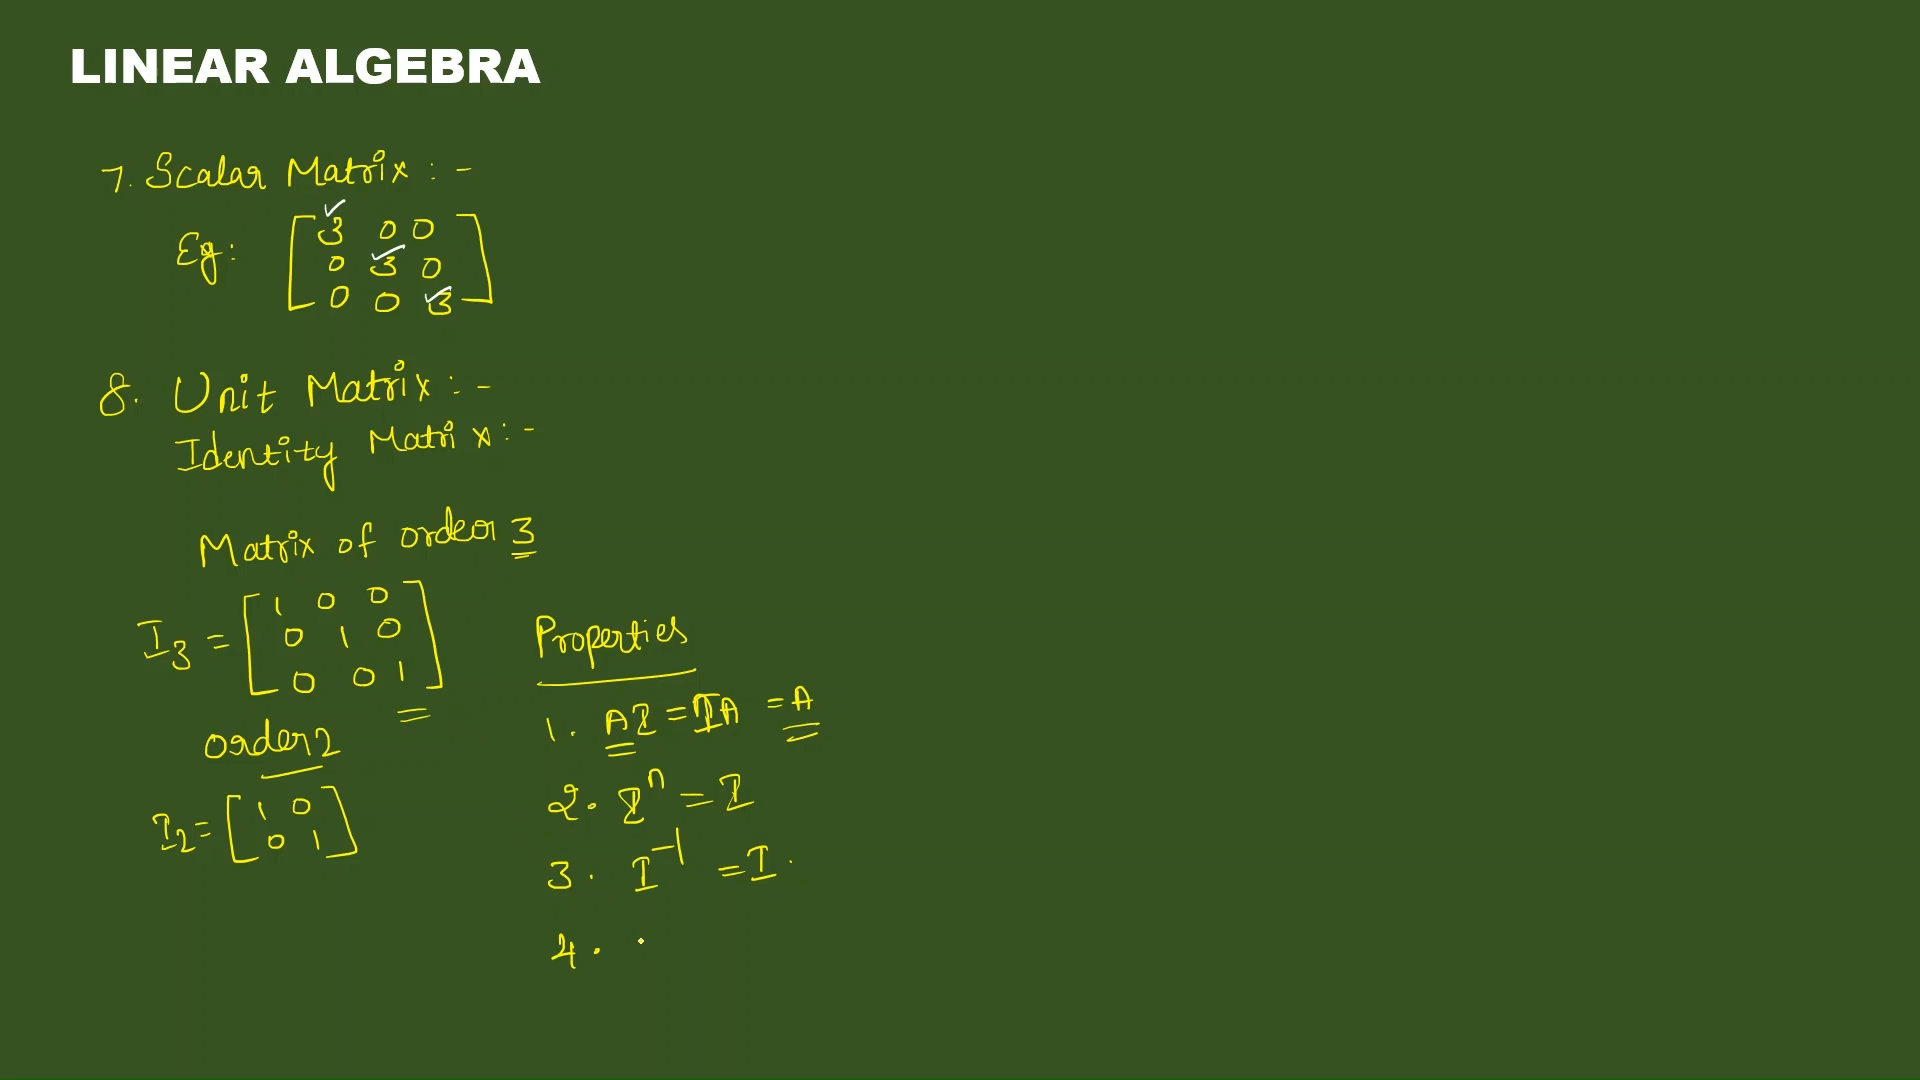 LINEAR ALGEBRA
7. Scalar Matrix :-
Eg: [3 0 0
0 3 0
0 0 3]
8. Unit Matrix :-
Identity Matrix :-
Matrix of order 3
I₃ = [1 0 0
0 1 0
0 0 1]
order 2
I₂ = [1 0
0 1]
Properties
1. AI = IA = A
2. Iⁿ = I
3. I⁻¹ = I.
4.